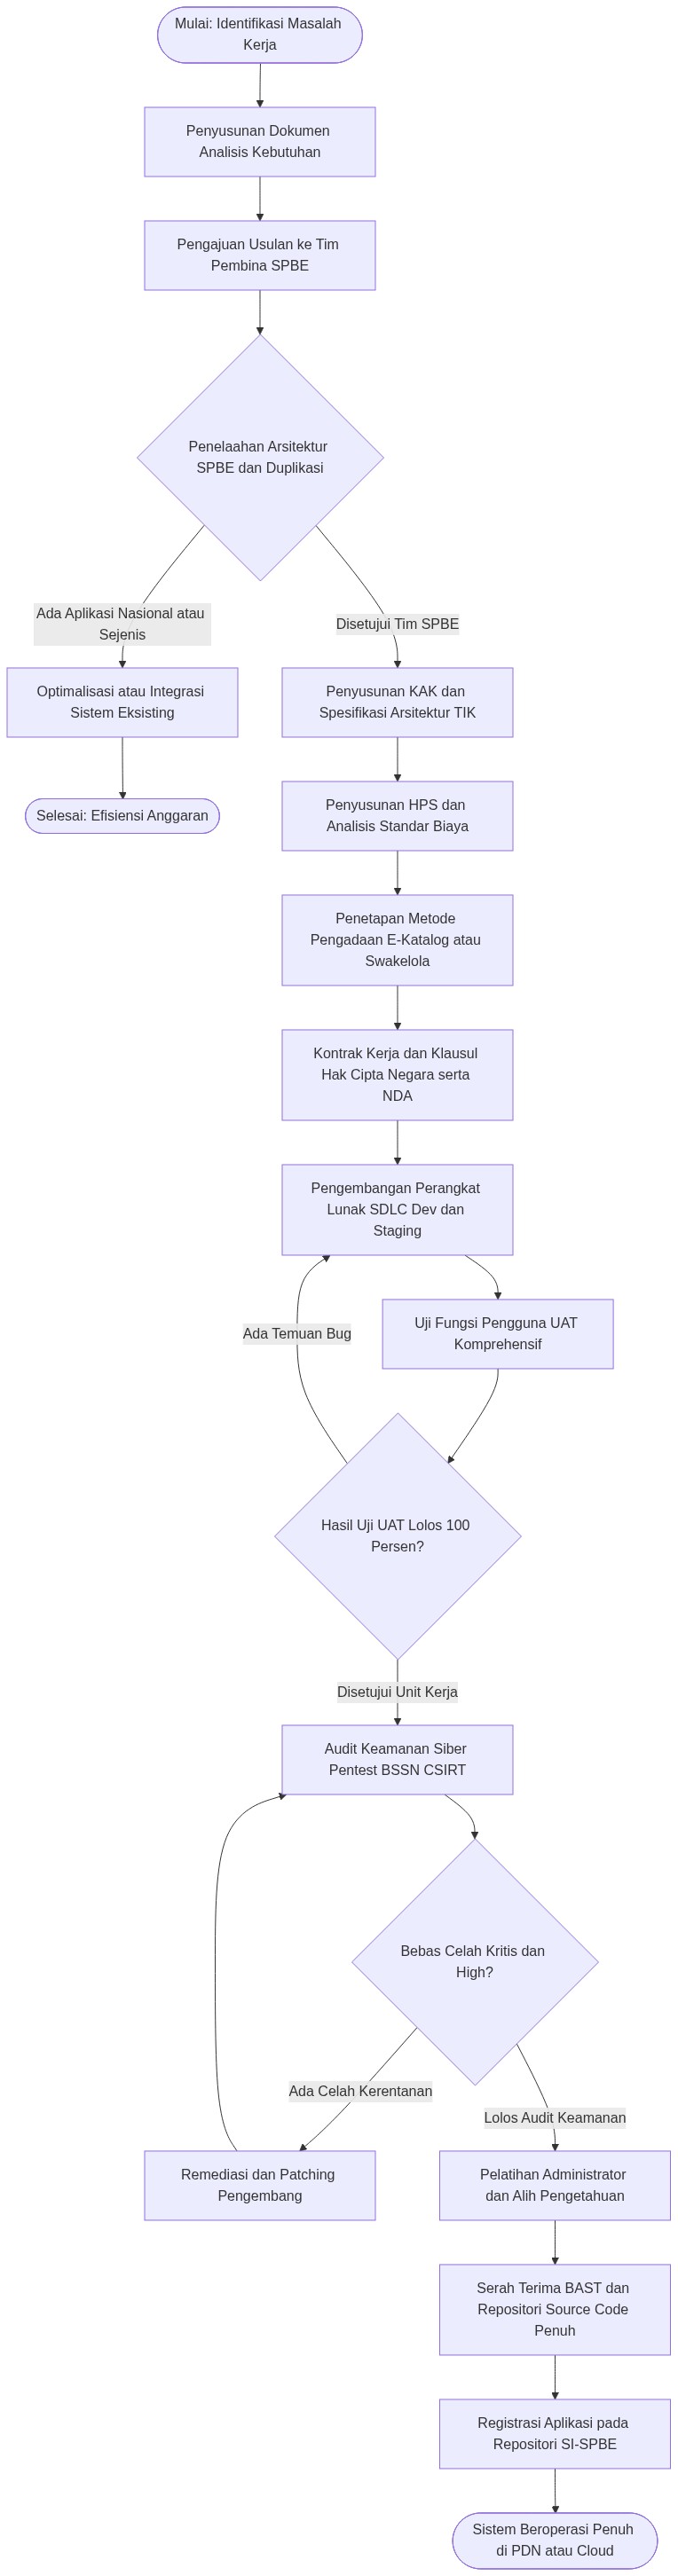 Mulai: Identifikasi Masalah
Kerja
Penyusunan Dokumen
Analisis Kebutuhan
Pengajuan Usulan ke Tim
Pembina SPBE
Penelaahan Arsitektur
SPBE dan Duplikasi
Ada Aplikasi Nasional atau
Sejenis
Disetujui Tim SPBE
Optimalisasi atau Integrasi
Sistem Eksisting
Penyusunan KAK dan
Spesifikasi Arsitektur TIK
Selesai: Efisiensi Anggaran
Penyusunan HPS dan
Analisis Standar Biaya
Penetapan Metode
Pengadaan E-Katalog atau
Swakelola
Kontrak Kerja dan Klausul
Hak Cipta Negara serta
NDA
Pengembangan Perangkat
Lunak SDLC Dev dan
Staging
Ada Temuan Bug
Uji Fungsi Pengguna UAT
Komprehensif
Hasil Uji UAT Lolos 100
Persen?
Disetujui Unit Kerja
Audit Keamanan Siber
Pentest BSSN CSIRT
Bebas Celah Kritis dan
High?
Ada Celah Kerentanan
Lolos Audit Keamanan
Remediasi dan Patching
Pengembang
Pelatihan Administrator
dan Alih Pengetahuan
Serah Terima BAST dan
Repositori Source Code
Penuh
Registrasi Aplikasi pada
Repositori SI-SPBE
Sistem Beroperasi Penuh
di PDN atau Cloud